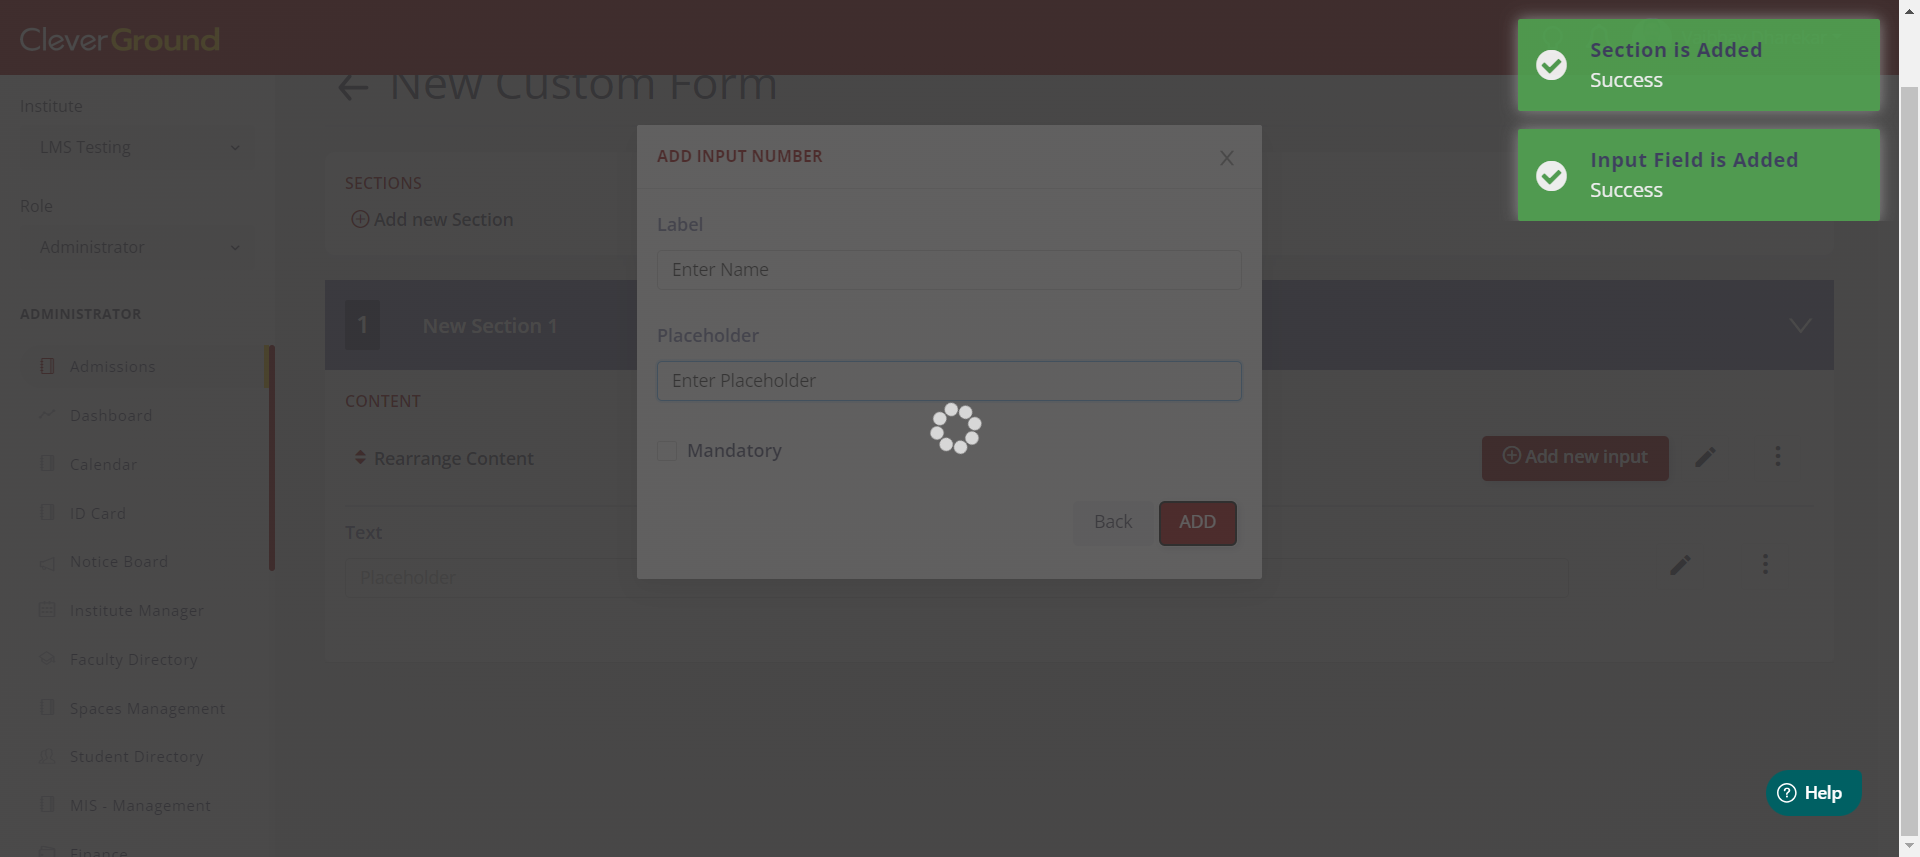 CleverGround
New Custom Form
Institute
LMS Testing
Role
Administrator
ADMINISTRATOR
Admissions
Dashboard
Calendar
ID Card
Notice Board
Institute Manager
Faculty Directory
Spaces Management
Student Directory
MIS - Management
Finance
SECTIONS
Add new Section
1
New Section 1
CONTENT
Rearrange Content
Add new input
Text
Placeholder
ADD INPUT NUMBER
Label
Enter Name
Placeholder
Enter Placeholder
Mandatory
Back
ADD
Section is Added
Success
Input Field is Added
Success
Help